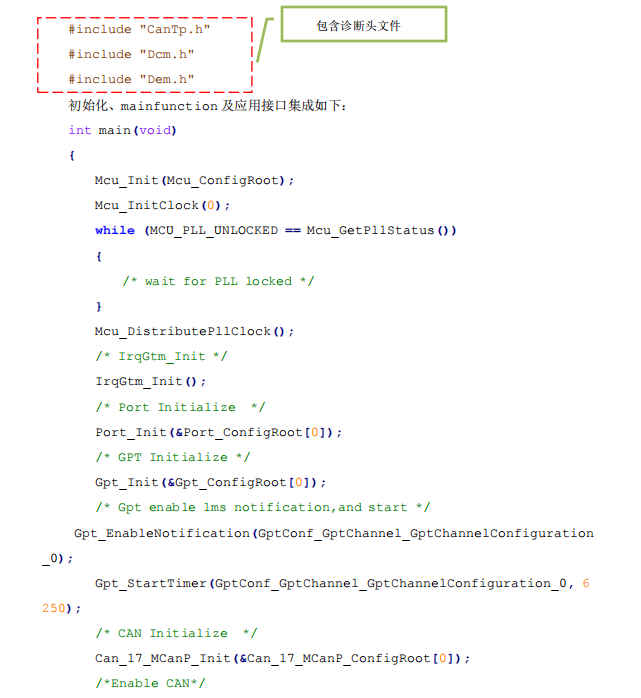 #include "CanTp.h"
包含诊断头文件
#include "Dcm.h"
#include "Dem.h"
初始化、mainfunction 及应用接口集成如下:
int main(void)
{
Mcu_Init(Mcu_ConfigRoot);
Mcu_InitClock(0);
while (MCU_PLL_UNLOCKED == Mcu_GetPllStatus())
{
/* wait for PLL locked */
}
Mcu_DistributePllClock();
/* IrqGtm_Init */
IrqGtm_Init();
/* Port Initialize  */
Port_Init(&Port_ConfigRoot[0]);
/* GPT Initialize */
Gpt_Init(&Gpt_ConfigRoot[0]);
/* Gpt enable 1ms notification,and start */
Gpt_EnableNotification(GptConf_GptChannel_GptChannelConfiguration
_0);
Gpt_StartTimer(GptConf_GptChannel_GptChannelConfiguration_0, 6
250);
/* CAN Initialize  */
Can_17_MCanP_Init(&Can_17_MCanP_ConfigRoot[0]);
/*Enable CAN*/